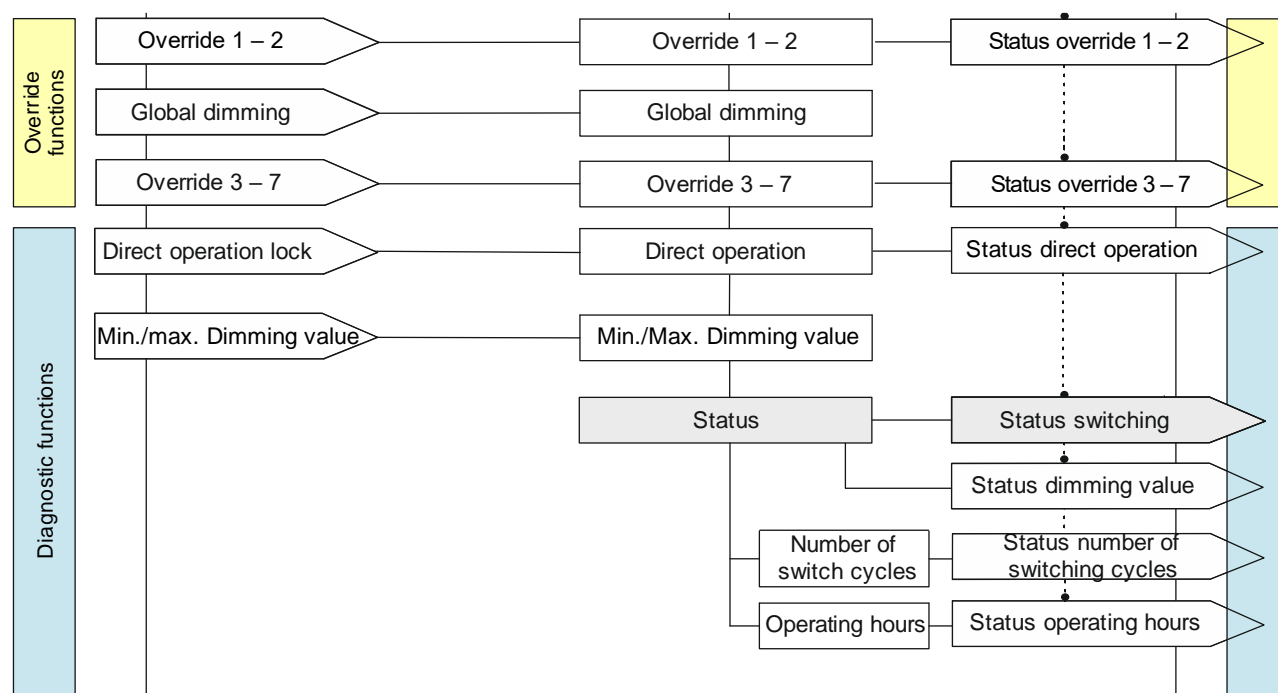 Override
functions
Override 1 – 2
Override 1 – 2
Status override 1 – 2
Global dimming
Global dimming
Override 3 – 7
Override 3 – 7
Status override 3 – 7
Diagnostic functions
Direct operation lock
Direct operation
Status direct operation
Min./max. Dimming value
Min./Max. Dimming value
Status
Status switching
Status dimming value
Number of
switch cycles
Status number of
switching cycles
Operating hours
Status operating hours